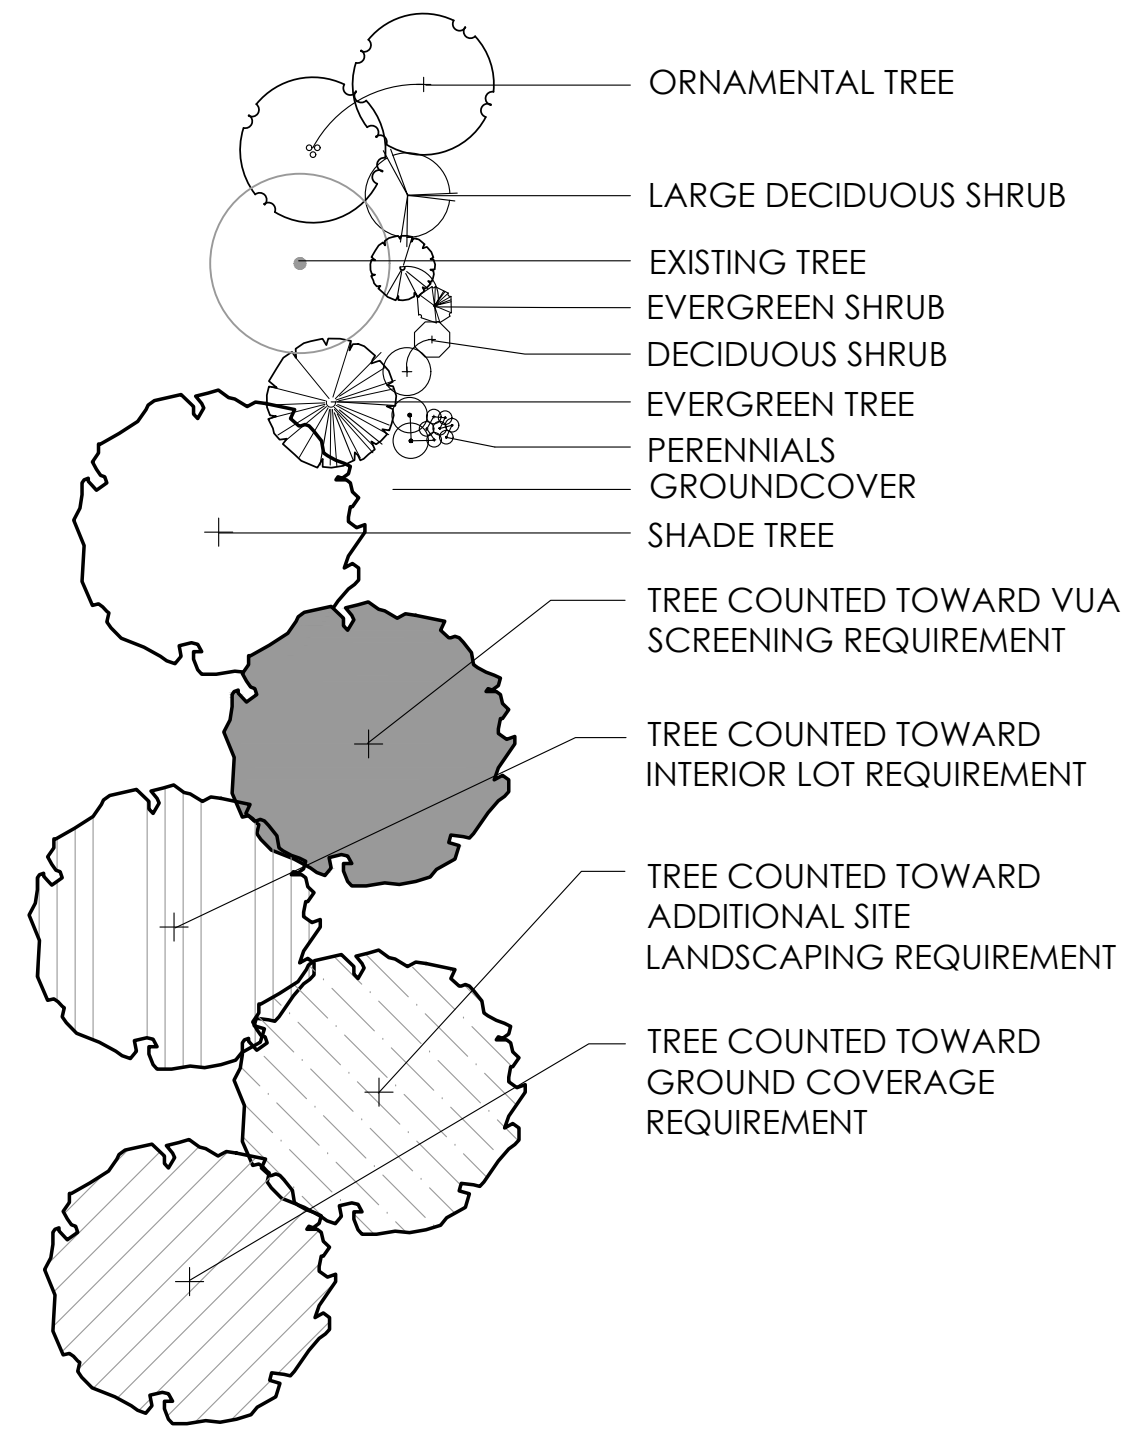 ORNAMENTAL TREE
LARGE DECIDUOUS SHRUB
EXISTING TREE
EVERGREEN SHRUB
DECIDUOUS SHRUB
EVERGREEN TREE
PERENNIALS
GROUNDCOVER
SHADE TREE
TREE COUNTED TOWARD VUA
SCREENING REQUIREMENT
TREE COUNTED TOWARD
INTERIOR LOT REQUIREMENT
TREE COUNTED TOWARD
ADDITIONAL SITE
LANDSCAPING REQUIREMENT
TREE COUNTED TOWARD
GROUND COVERAGE
REQUIREMENT